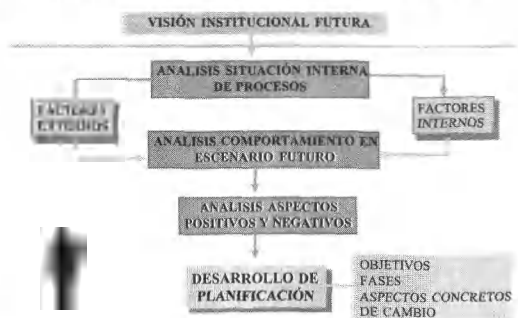 VISIÓN INSTITUCIONAL FUTURA
ANALISIS SITUACIÓN INTERNA
DE PROCESOS
FACTORES
FACTORES
INTERNOS
ANALISIS COMPORTAMIENTO EN
ESCENARIO FUTURO
ANALISIS ASPECTOS
POSITIVOS Y NEGATIVOS
DESARROLLO DE
PLANIFICACIÓN
OBJETIVOS
FASES
ASPECTOS CONCRETOS
DE CAMBIO